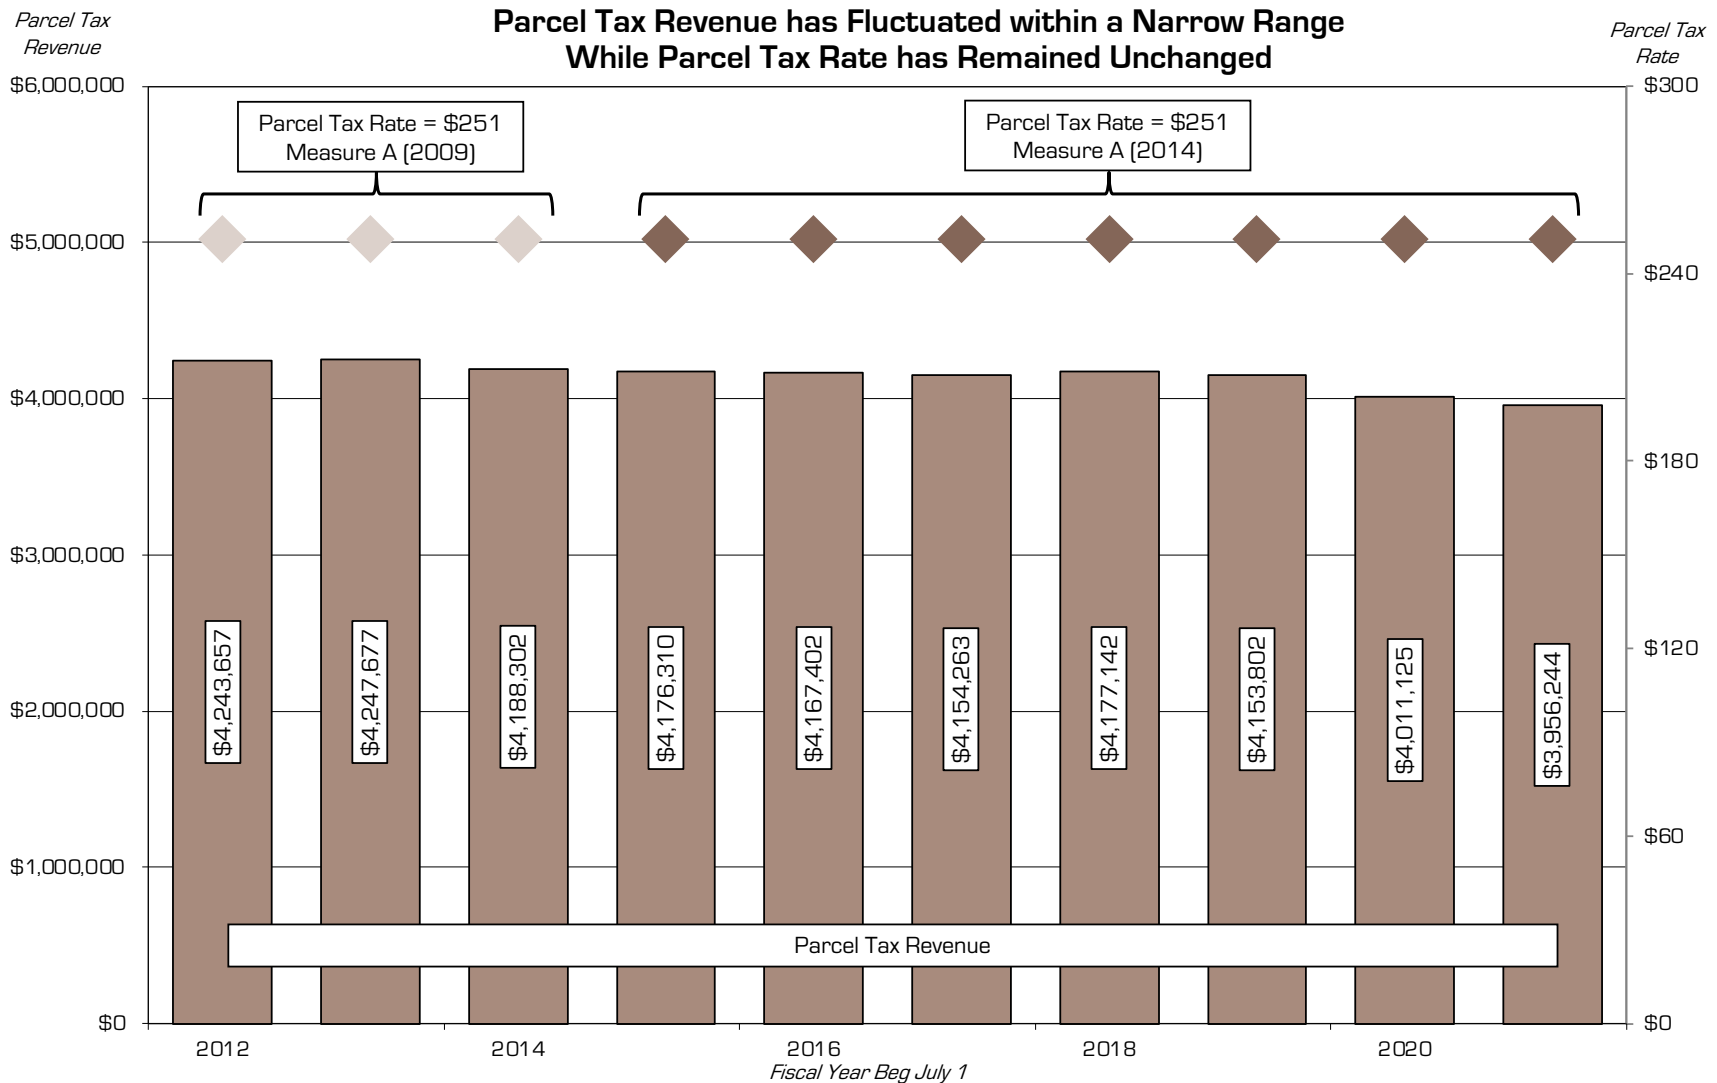 Parcel Tax
Revenue
Parcel Tax Revenue has Fluctuated within a Narrow Range
While Parcel Tax Rate has Remained Unchanged
Parcel Tax
Rate
$6,000,000
$5,000,000
$4,000,000
$3,000,000
$2,000,000
$1,000,000
$0
Parcel Tax Rate = $251
Measure A (2009)
Parcel Tax Rate = $251
Measure A (2014)
$4,243,657
$4,247,677
$4,188,302
$4,176,310
$4,167,402
$4,154,263
$4,177,142
$4,153,802
$4,011,125
$3,956,244
Parcel Tax Revenue
$300
$240
$180
$120
$60
$0
2012
2014
2016
2018
2020
Fiscal Year Beg July 1